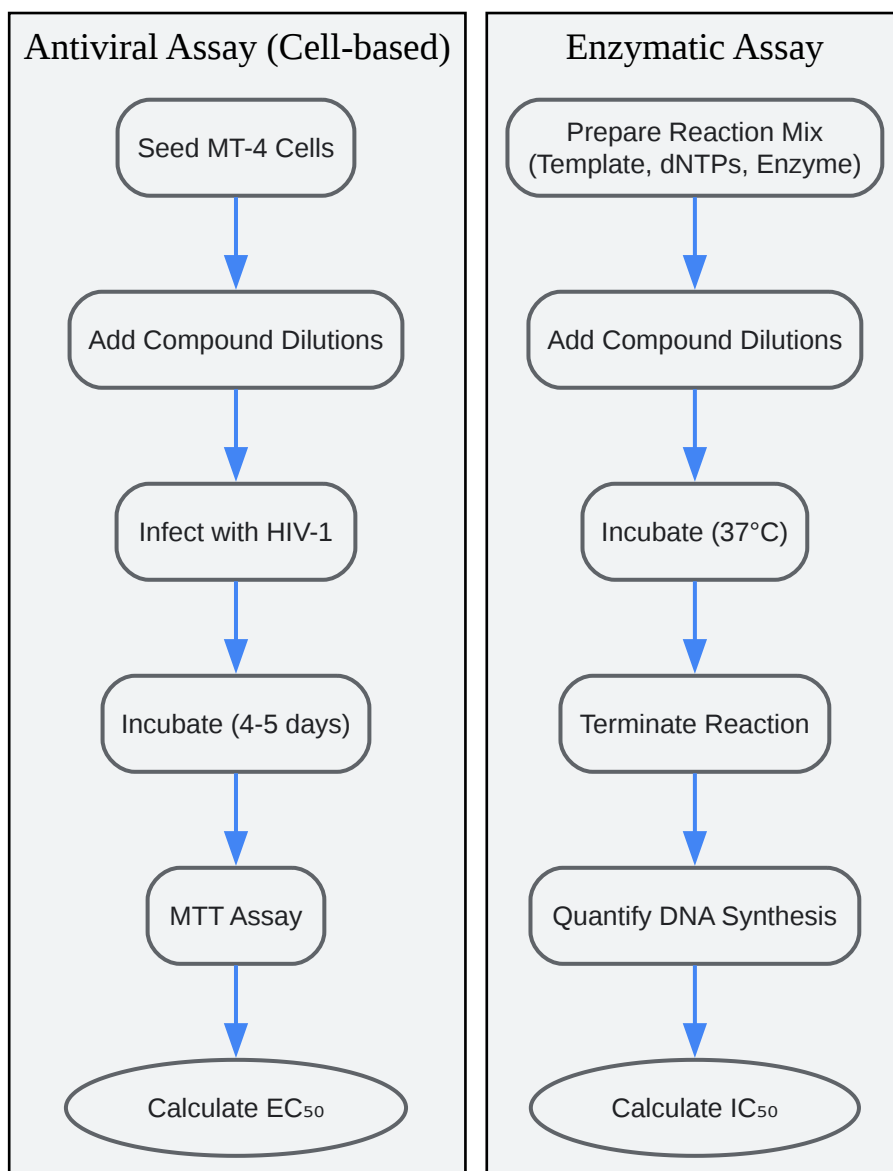 Antiviral Assay (Cell-based)
Seed MT-4 Cells
Add Compound Dilutions
Infect with HIV-1
Incubate (4-5 days)
MTT Assay
Calculate EC₅₀
Enzymatic Assay
Prepare Reaction Mix
(Template, dNTPs, Enzyme)
Add Compound Dilutions
Incubate (37°C)
Terminate Reaction
Quantify DNA Synthesis
Calculate IC₅₀